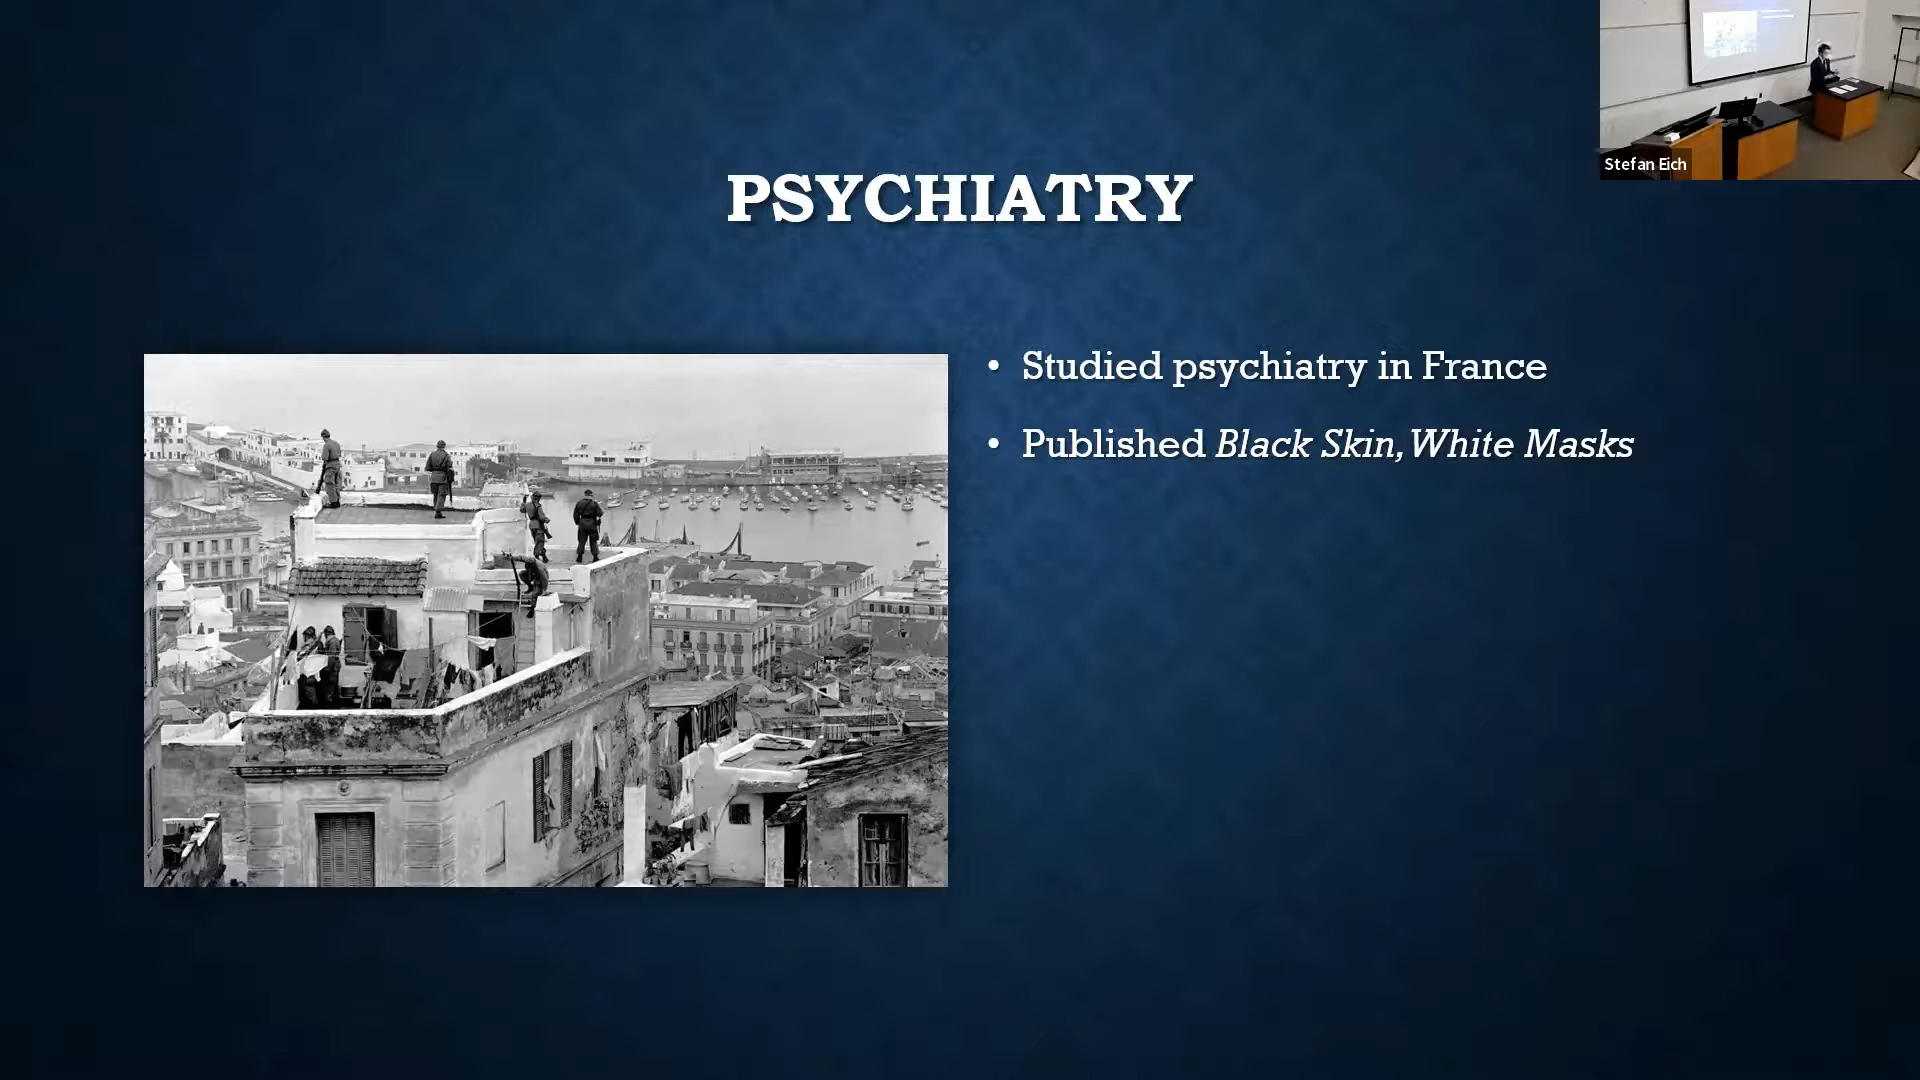 Stefan Eich
PSYCHIATRY
• Studied psychiatry in France
• Published Black Skin, White Masks